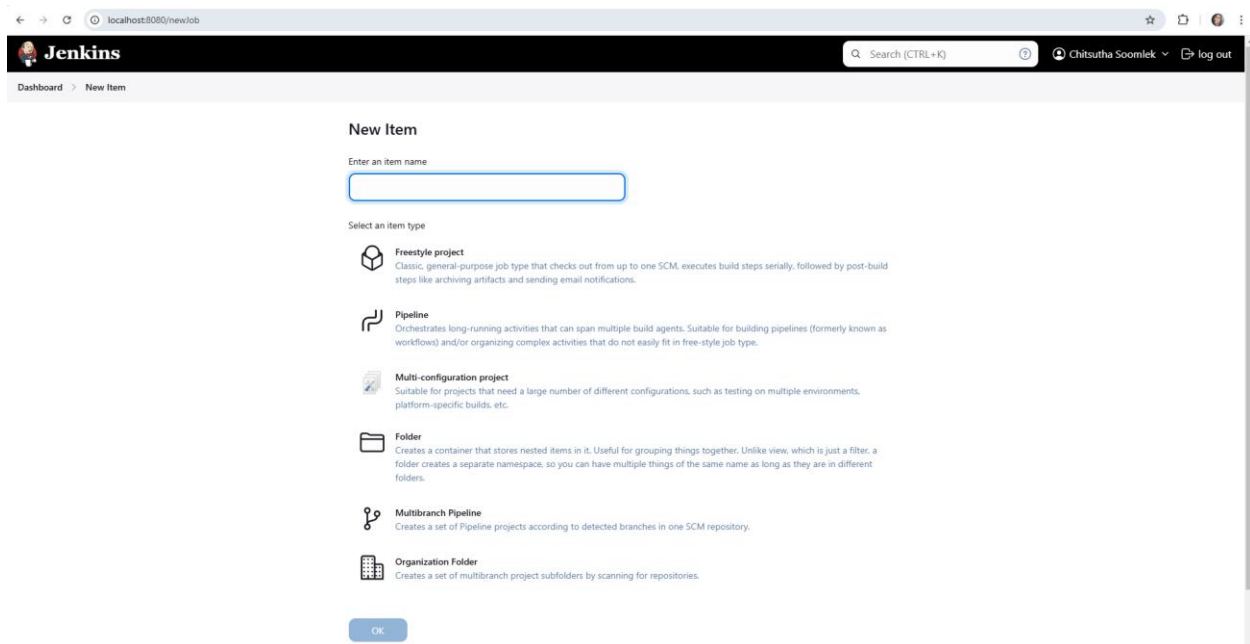 localhost:8080/newJob
Jenkins
Search (CTRL+K)
Chitsutha Soomlek
log out
Dashboard > New Item
New Item
Enter an item name
Select an item type
Freestyle project
Classic, general-purpose job type that checks out from up to one SCM, executes build steps serially, followed by post-build
steps like archiving artifacts and sending email notifications.
Pipeline
Orchestrates long-running activities that can span multiple build agents. Suitable for building pipelines (formerly known as
workflows) and/or organizing complex activities that do not easily fit in free-style job type.
Multi-configuration project
Suitable for projects that need a large number of different configurations, such as testing on multiple environments,
platform-specific builds, etc.
Folder
Creates a container that stores nested items in it. Useful for grouping things together. Unlike view, which is just a filter, a
folder creates a separate namespace, so you can have multiple things of the same name as long as they are in different
folders.
Multibranch Pipeline
Creates a set of Pipeline projects according to detected branches in one SCM repository.
Organization Folder
Creates a set of multibranch project subfolders by scanning for repositories.
OK